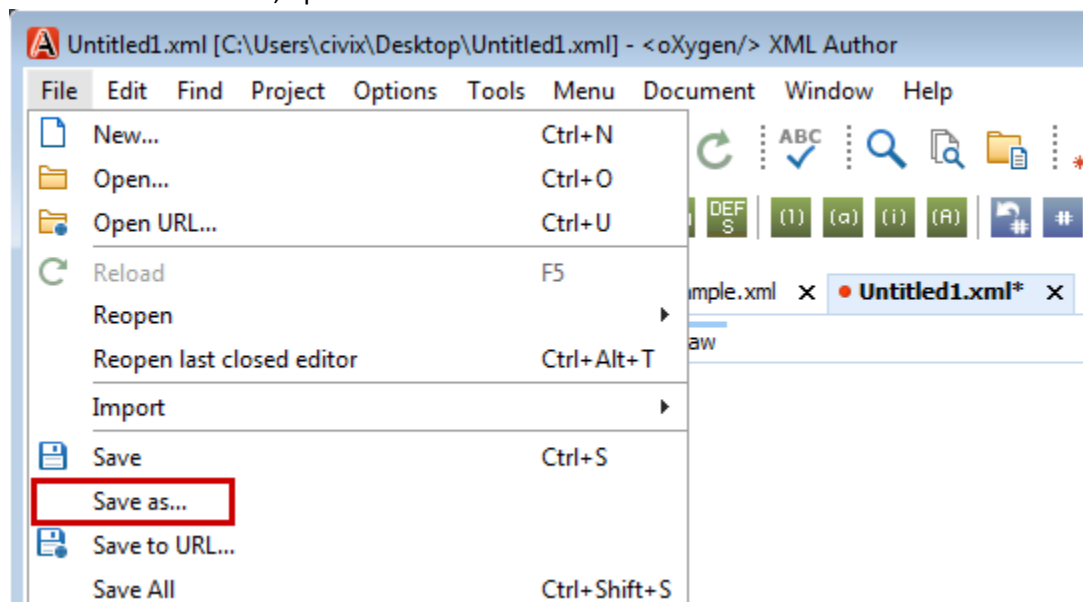 Untitled1.xml [C:\Users\civix\Desktop\Untitled1.xml] - <oXygen/> XML Author
File Edit Find Project Options Tools Menu Document Window Help
New... Ctrl+N
ABC
Open... Ctrl+O
Open URL... Ctrl+U
DEF S (1) (a) (i) (A) # #
Reload F5
mple.xml X Untitled1.xml* X
Reopen
aw
Reopen last closed editor Ctrl+Alt+T
Import
Save Ctrl+S
Save as...
Save to URL...
Save All Ctrl+Shift+S